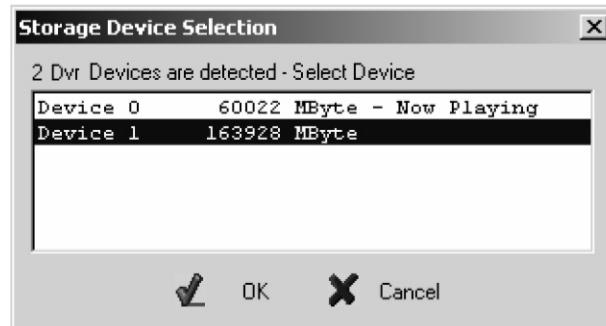 Storage Device Selection
2 Dvr Devices are detected - Select Device
Device 0 60022 MByte - Now Playing
Device 1 163928 MByte
OK Cancel